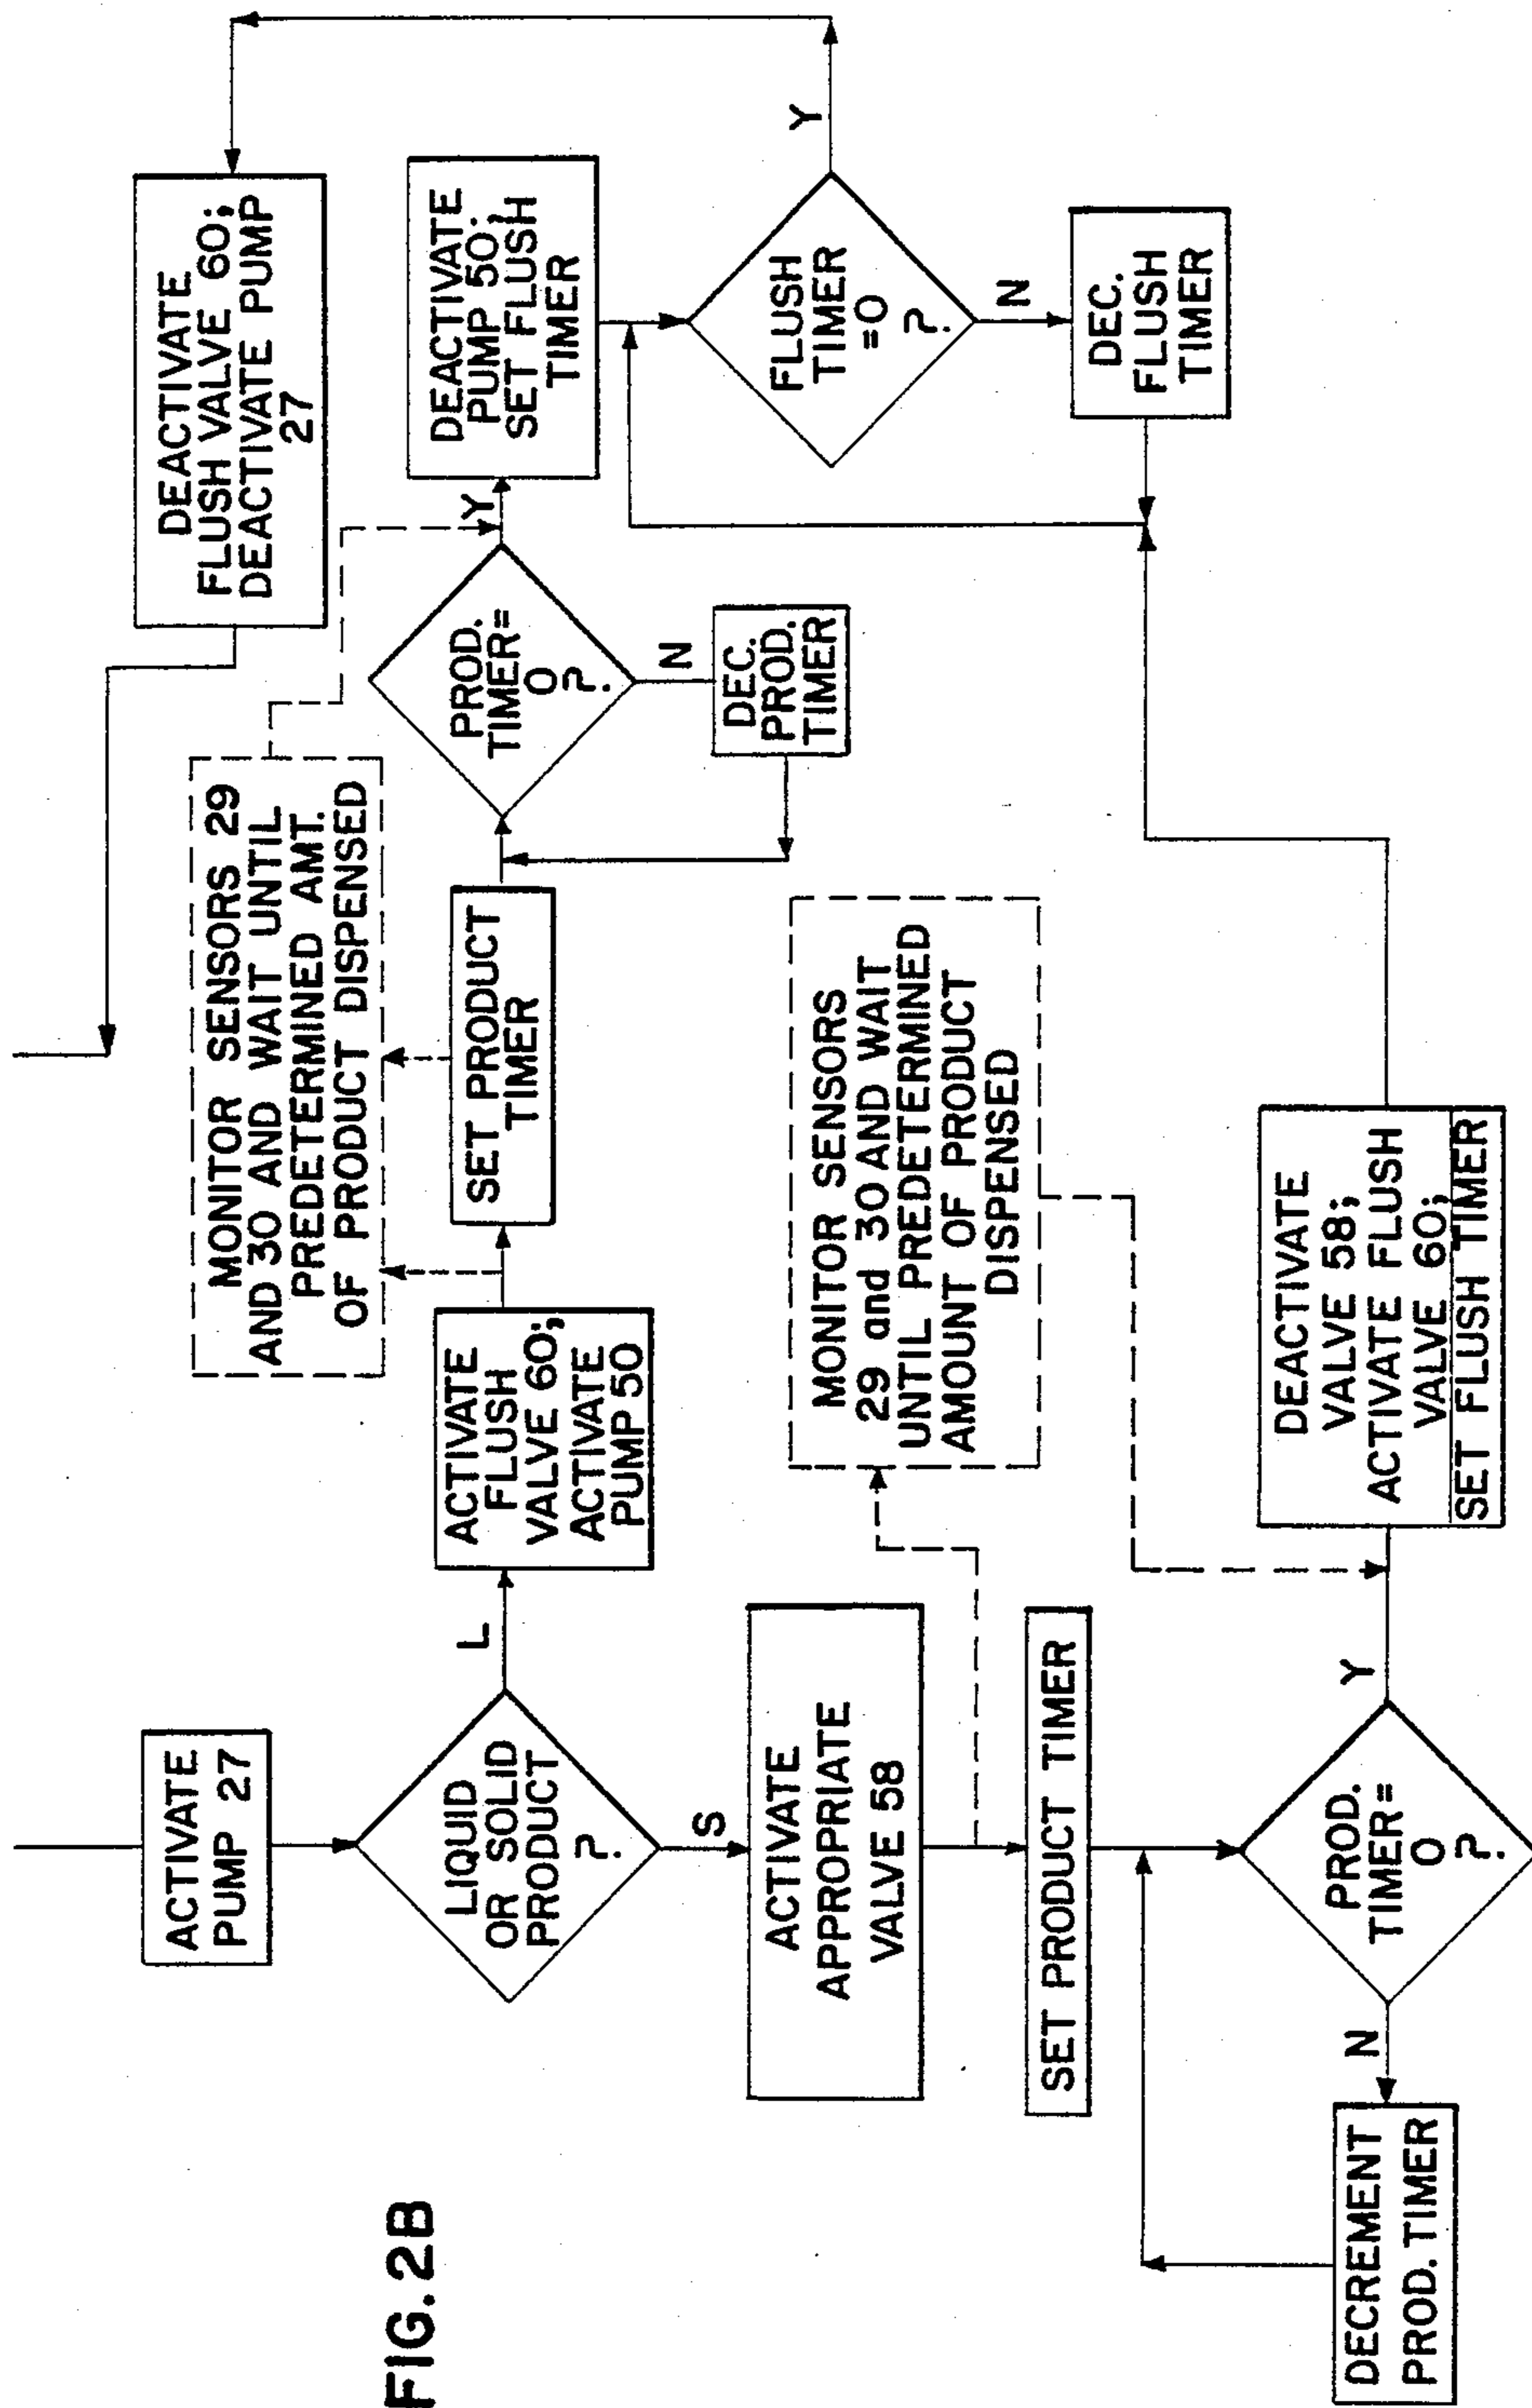 FIG. 2B
ACTIVATE
PUMP 27
LIQUID
OR SOLID
PRODUCT
?
L
S
ACTIVATE
FLUSH
VALVE 60;
ACTIVATE
PUMP 50
MONITOR SENSORS 29
AND 30 AND WAIT UNTIL
PREDETERMINED AMT.
OF PRODUCT DISPENSED
SET PRODUCT
TIMER
PROD.
TIMER=
0
?
Y
N
DEC.
PROD.
TIMER
DEACTIVATE
PUMP 50;
SET FLUSH
TIMER
FLUSH
TIMER
=0
?
Y
N
DEC.
FLUSH
TIMER
DEACTIVATE
FLUSH VALVE 60;
DEACTIVATE PUMP
27
ACTIVATE
APPROPRIATE
VALVE 58
MONITOR SENSORS
29 and 30 AND WAIT
UNTIL PREDETERMINED
AMOUNT OF PRODUCT
DISPENSED
SET PRODUCT TIMER
PROD.
TIMER=
0
?
Y
N
DECREMENT
PROD. TIMER
DEACTIVATE
VALVE 58;
ACTIVATE FLUSH
VALVE 60;
SET FLUSH TIMER